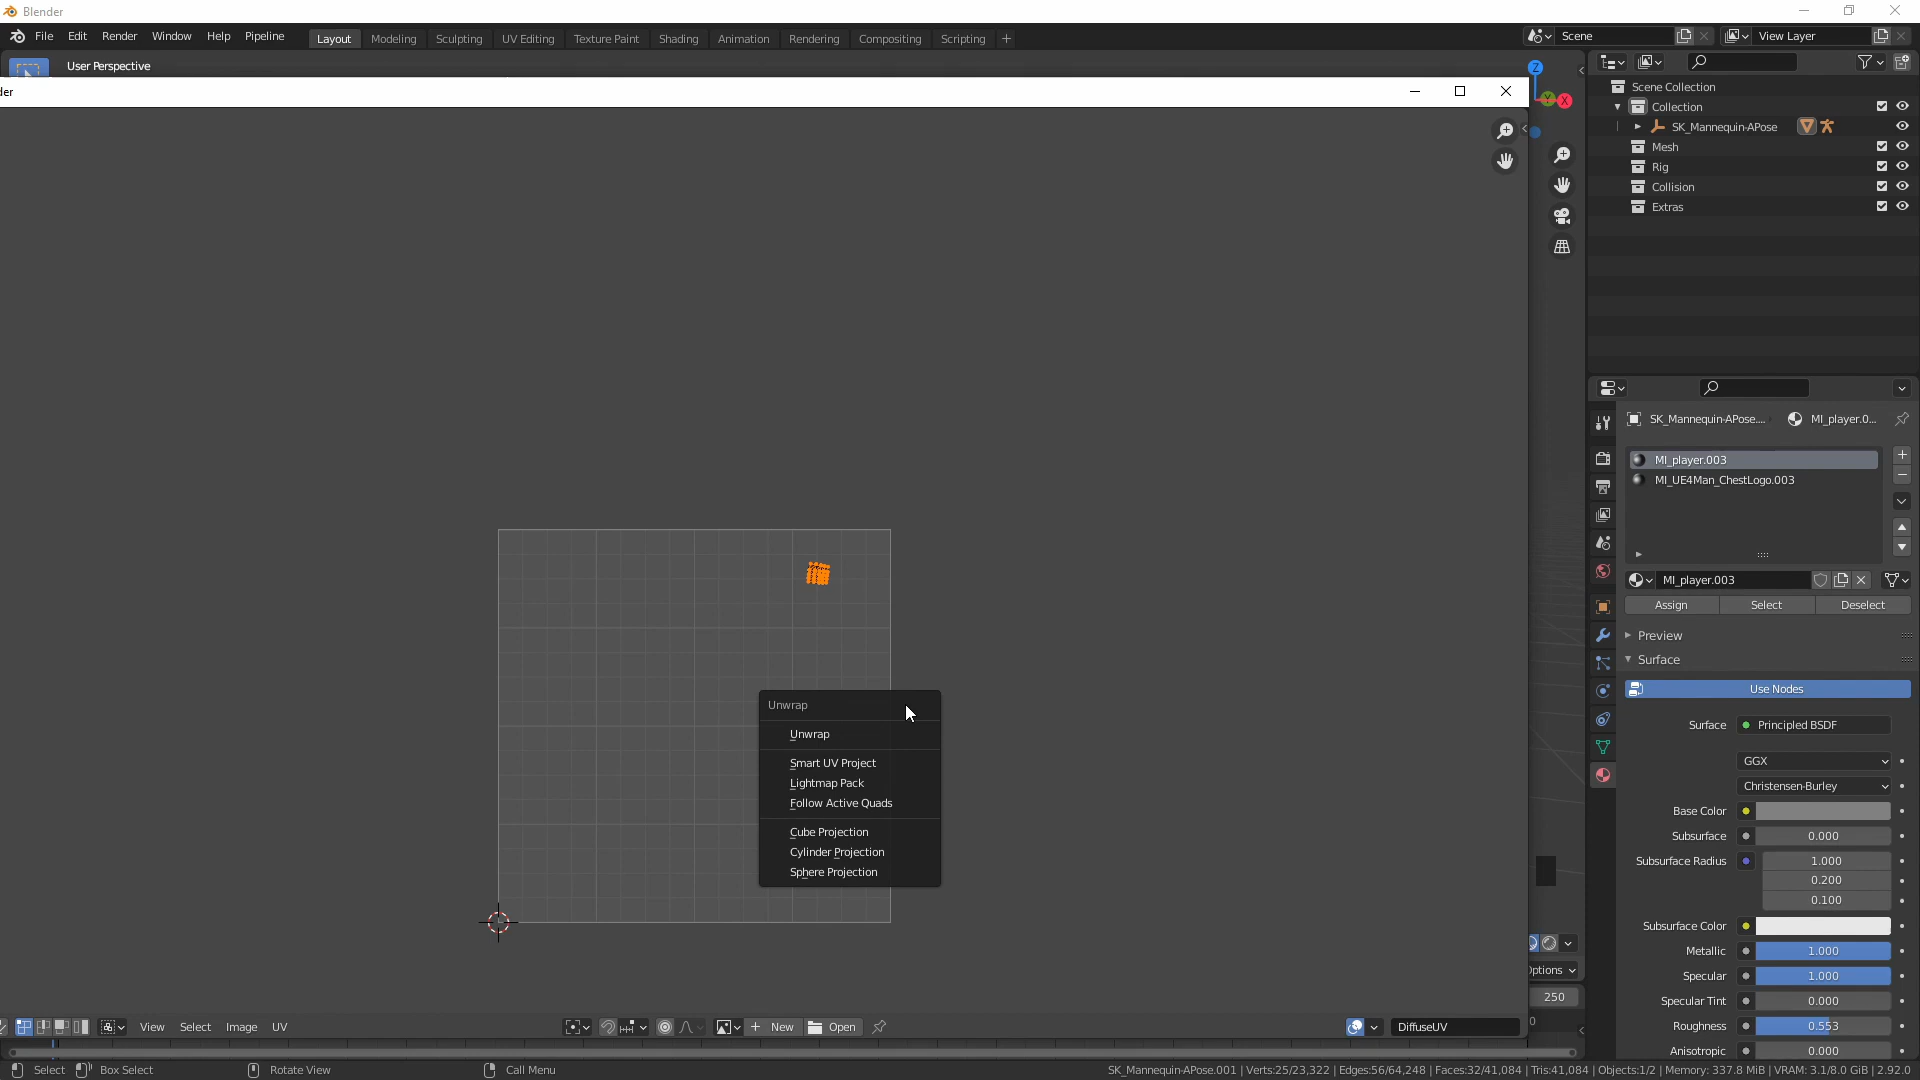 Blender
File Edit Render Window Help Pipeline Layout Modeling Sculpting UV Editing Texture Paint Shading Animation Rendering Compositing Scripting + Scene View Layer
User Perspective
der
Z
Y
X
Scene Collection
Collection
SK_Mannequin-APose
Mesh
Rig
Collision
Extras
SK_Mannequin-APose.... MI_player.0...
MI_player.003
MI_UE4Man_ChestLogo.003
MI_player.003
Assign Select Deselect
Preview
Surface
Use Nodes
Surface Principled BSDF
GGX
Christensen-Burley
Base Color
Subsurface 0.000
Subsurface Radius 1.000
0.200
0.100
Subsurface Color
Metallic 1.000
Specular 1.000
Specular Tint 0.000
Roughness 0.553
Anisotropic 0.000
Unwrap
Unwrap
Smart UV Project
Lightmap Pack
Follow Active Quads
Cube Projection
Cylinder Projection
Sphere Projection
ptions
250
0
View Select Image UV New Open DiffuseUV
Select Box Select Rotate View Call Menu SK_Mannequin-APose.001 | Verts:25/23,322 | Edges:56/64,248 | Faces:32/41,084 | Tris:41,084 | Objects:1/2 | Memory: 337.8 MiB | VRAM: 3.1/8.0 GiB | 2.92.0